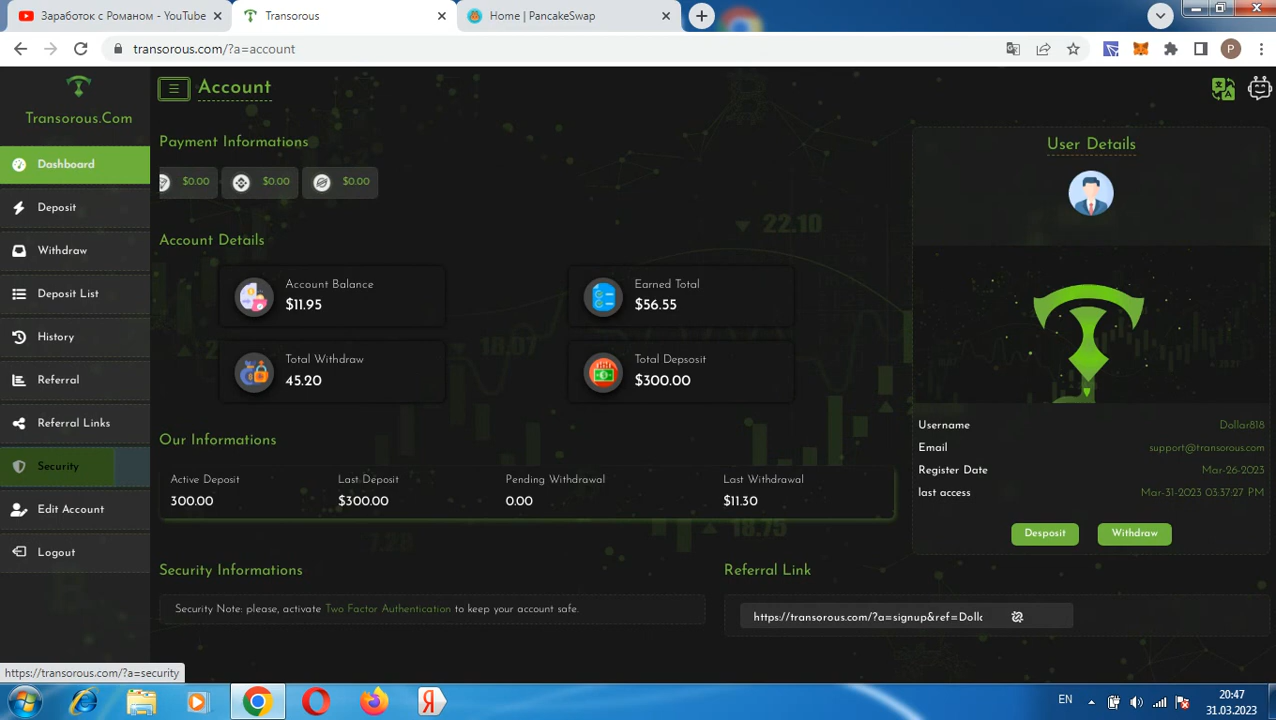 Заработок с Романом - YouTube
Transorous
Home | PancakeSwap
transorous.com/?a=account
P
Transorous.Com
Dashboard
Deposit
Withdraw
Deposit List
History
Referral
Referral Links
Security
Edit Account
Logout
Account
Payment Informations
$0.00 $0.00 $0.00
Account Details
Account Balance
$11.95
Earned Total
$56.55
Total Withdraw
45.20
Total Depsosit
$300.00
Our Informations
Active Deposit Last Deposit Pending Withdrawal Last Withdrawal
300.00 $300.00 0.00 $11.30
Security Informations
Security Note: please, activate Two Factor Authentication to keep your account safe.
User Details
Username Dollar818
Email support@transorous.com
Register Date Mar-26-2023
last access Mar-31-2023 03:37:27 PM
Desposit Withdraw
Referral Link
https://transorous.com/?a=signup&ref=Dolla
22.10
18.07
18.75
https://transorous.com/?a=security
EN
20:47
31.03.2023